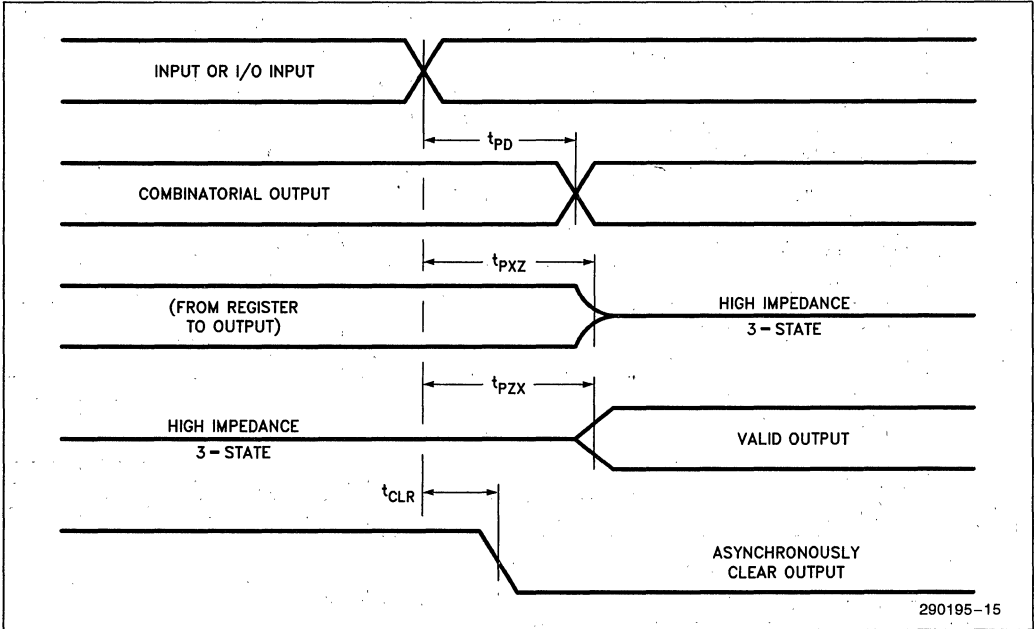 INPUT OR I/O INPUT
tPD
COMBINATORIAL OUTPUT
tPXZ
(FROM REGISTER
TO OUTPUT)
HIGH IMPEDANCE
3-STATE
tPZX
HIGH IMPEDANCE
3-STATE
VALID OUTPUT
tCLR
ASYNCHRONOUSLY
CLEAR OUTPUT
290195-15